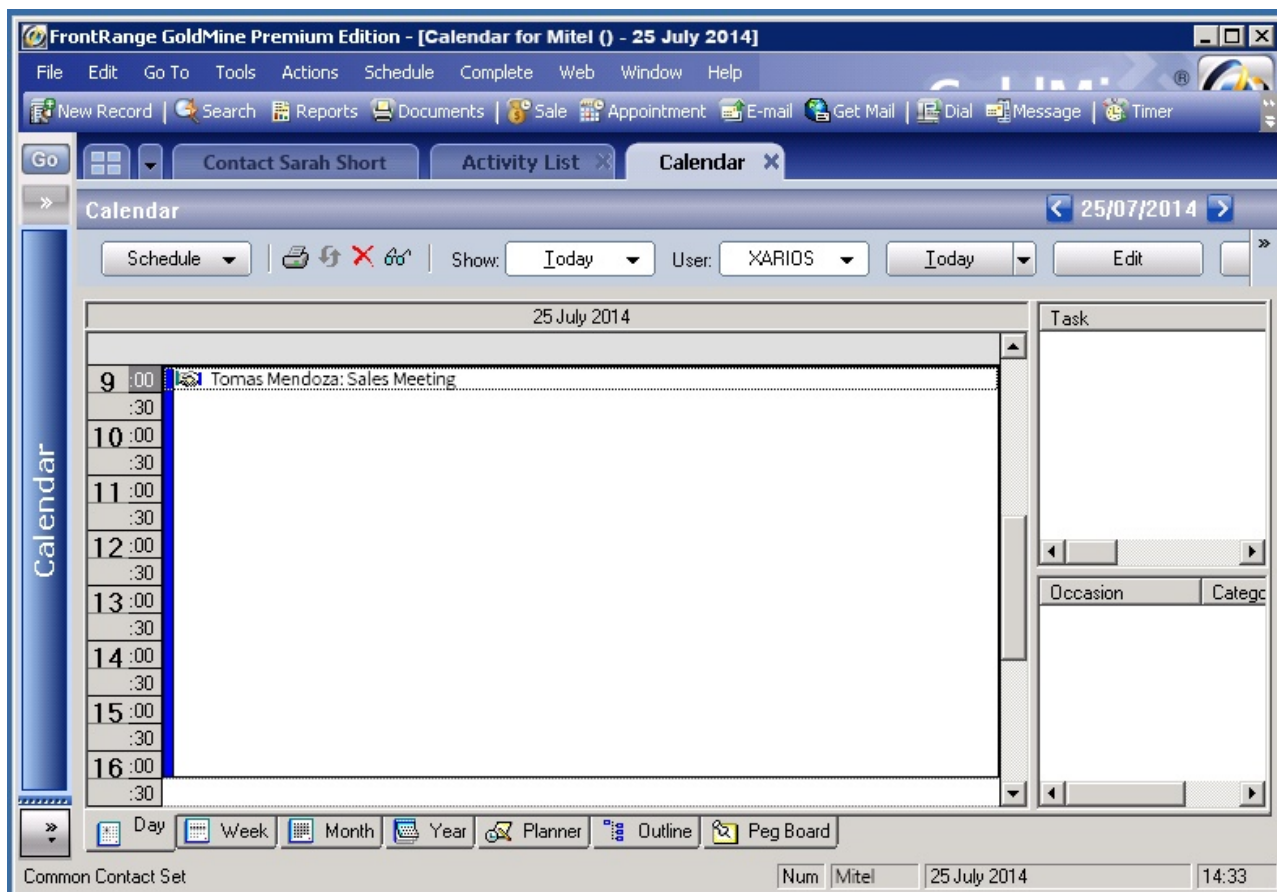 FrontRange GoldMine Premium Edition - [Calendar for Mitel () - 25 July 2014]
File Edit Go To Tools Actions Schedule Complete Web Window Help
New Record | Search Reports Documents | Sale Appointment E-mail Get Mail | Dial Message | Timer
Go Contact Sarah Short Activity List Calendar
Calendar 25/07/2014
Schedule Show: Today User: XARIOS Today Edit
25 July 2014 Task
9 :00 Tomas Mendoza: Sales Meeting
:30
10 :00
:30
11 :00
:30
12 :00
:30
13 :00
:30
14 :00
:30
15 :00
:30
16 :00
:30
Occasion Catego
Calendar
Day Week Month Year Planner Outline Peg Board
Common Contact Set Num Mitel 25 July 2014 14:33